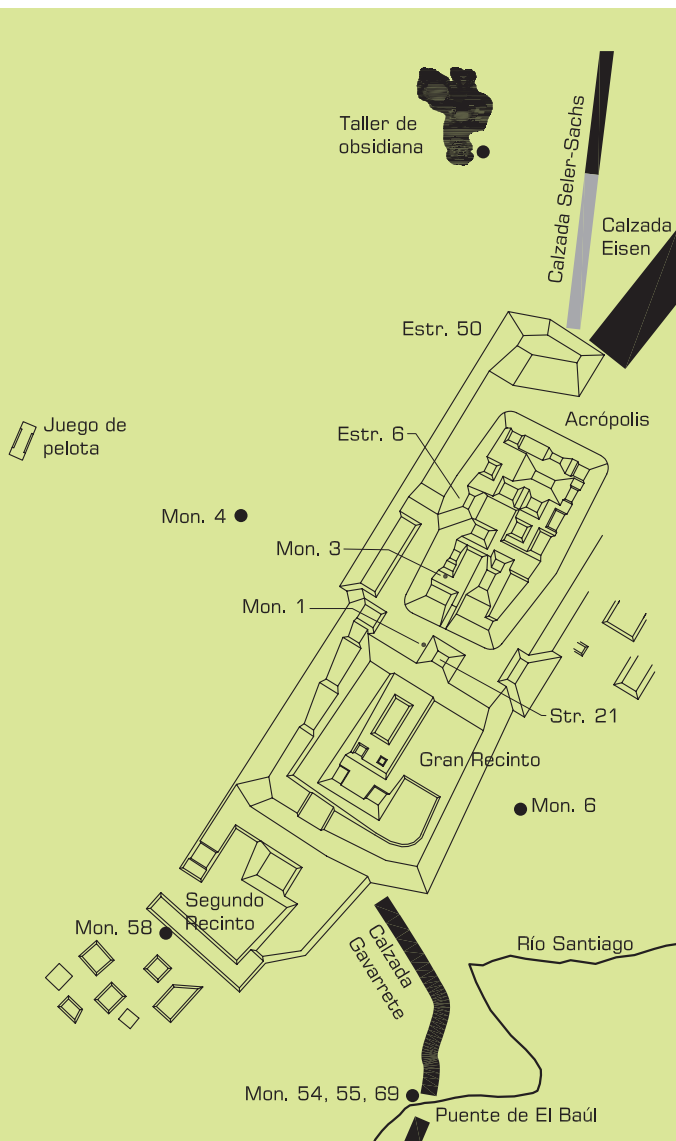 Taller de
obsidiana
Calzada Seler-Sachs
Calzada
Eisen
Estr. 50
Acrópolis
Juego de
pelota
Estr. 6
Mon. 4
Mon. 3
Mon. 1
Str. 21
Gran Recinto
Mon. 6
Segundo
Recinto
Mon. 58
Calzada
Gavarrete
Río Santiago
Mon. 54, 55, 69
Puente de El Baúl